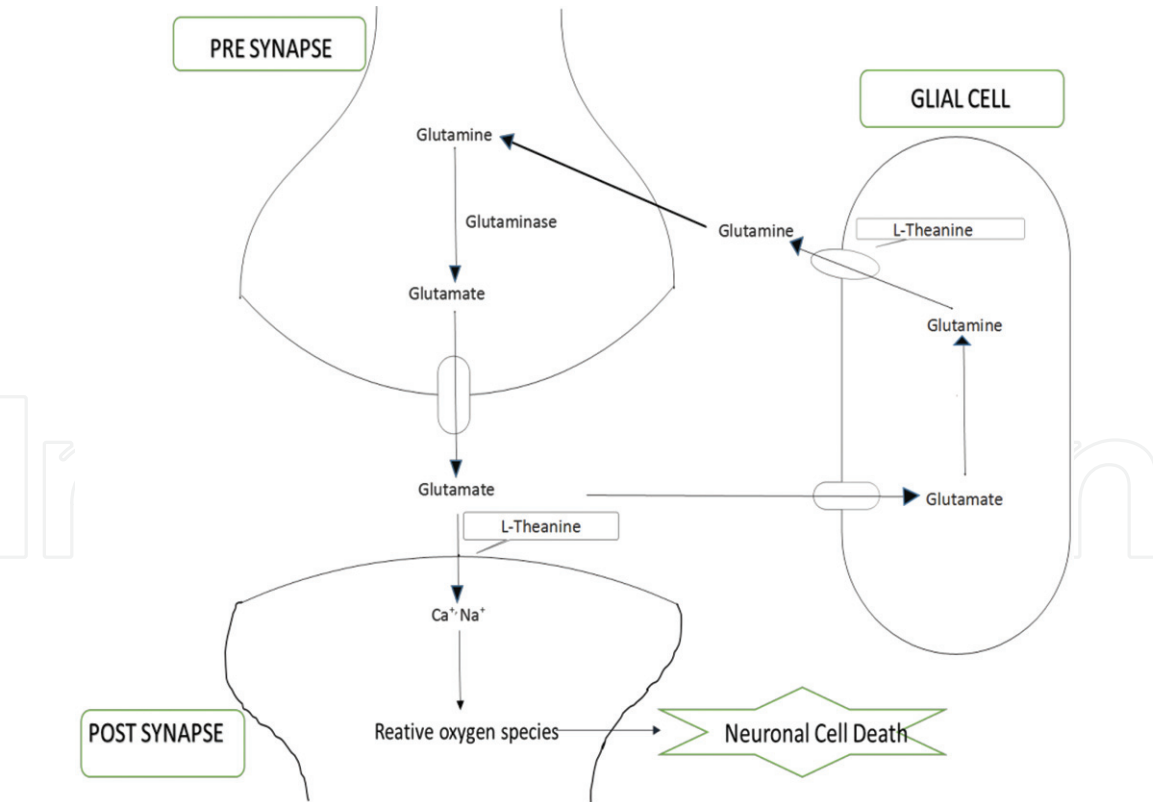 PRE SYNAPSE
GLIAL CELL
Glutamine
Glutaminase
Glutamine
L-Theanine
Glutamate
Glutamine
Glutamate
Glutamate
L-Theanine
Ca⁺, Na⁺
POST SYNAPSE
Reative oxygen species
Neuronal Cell Death